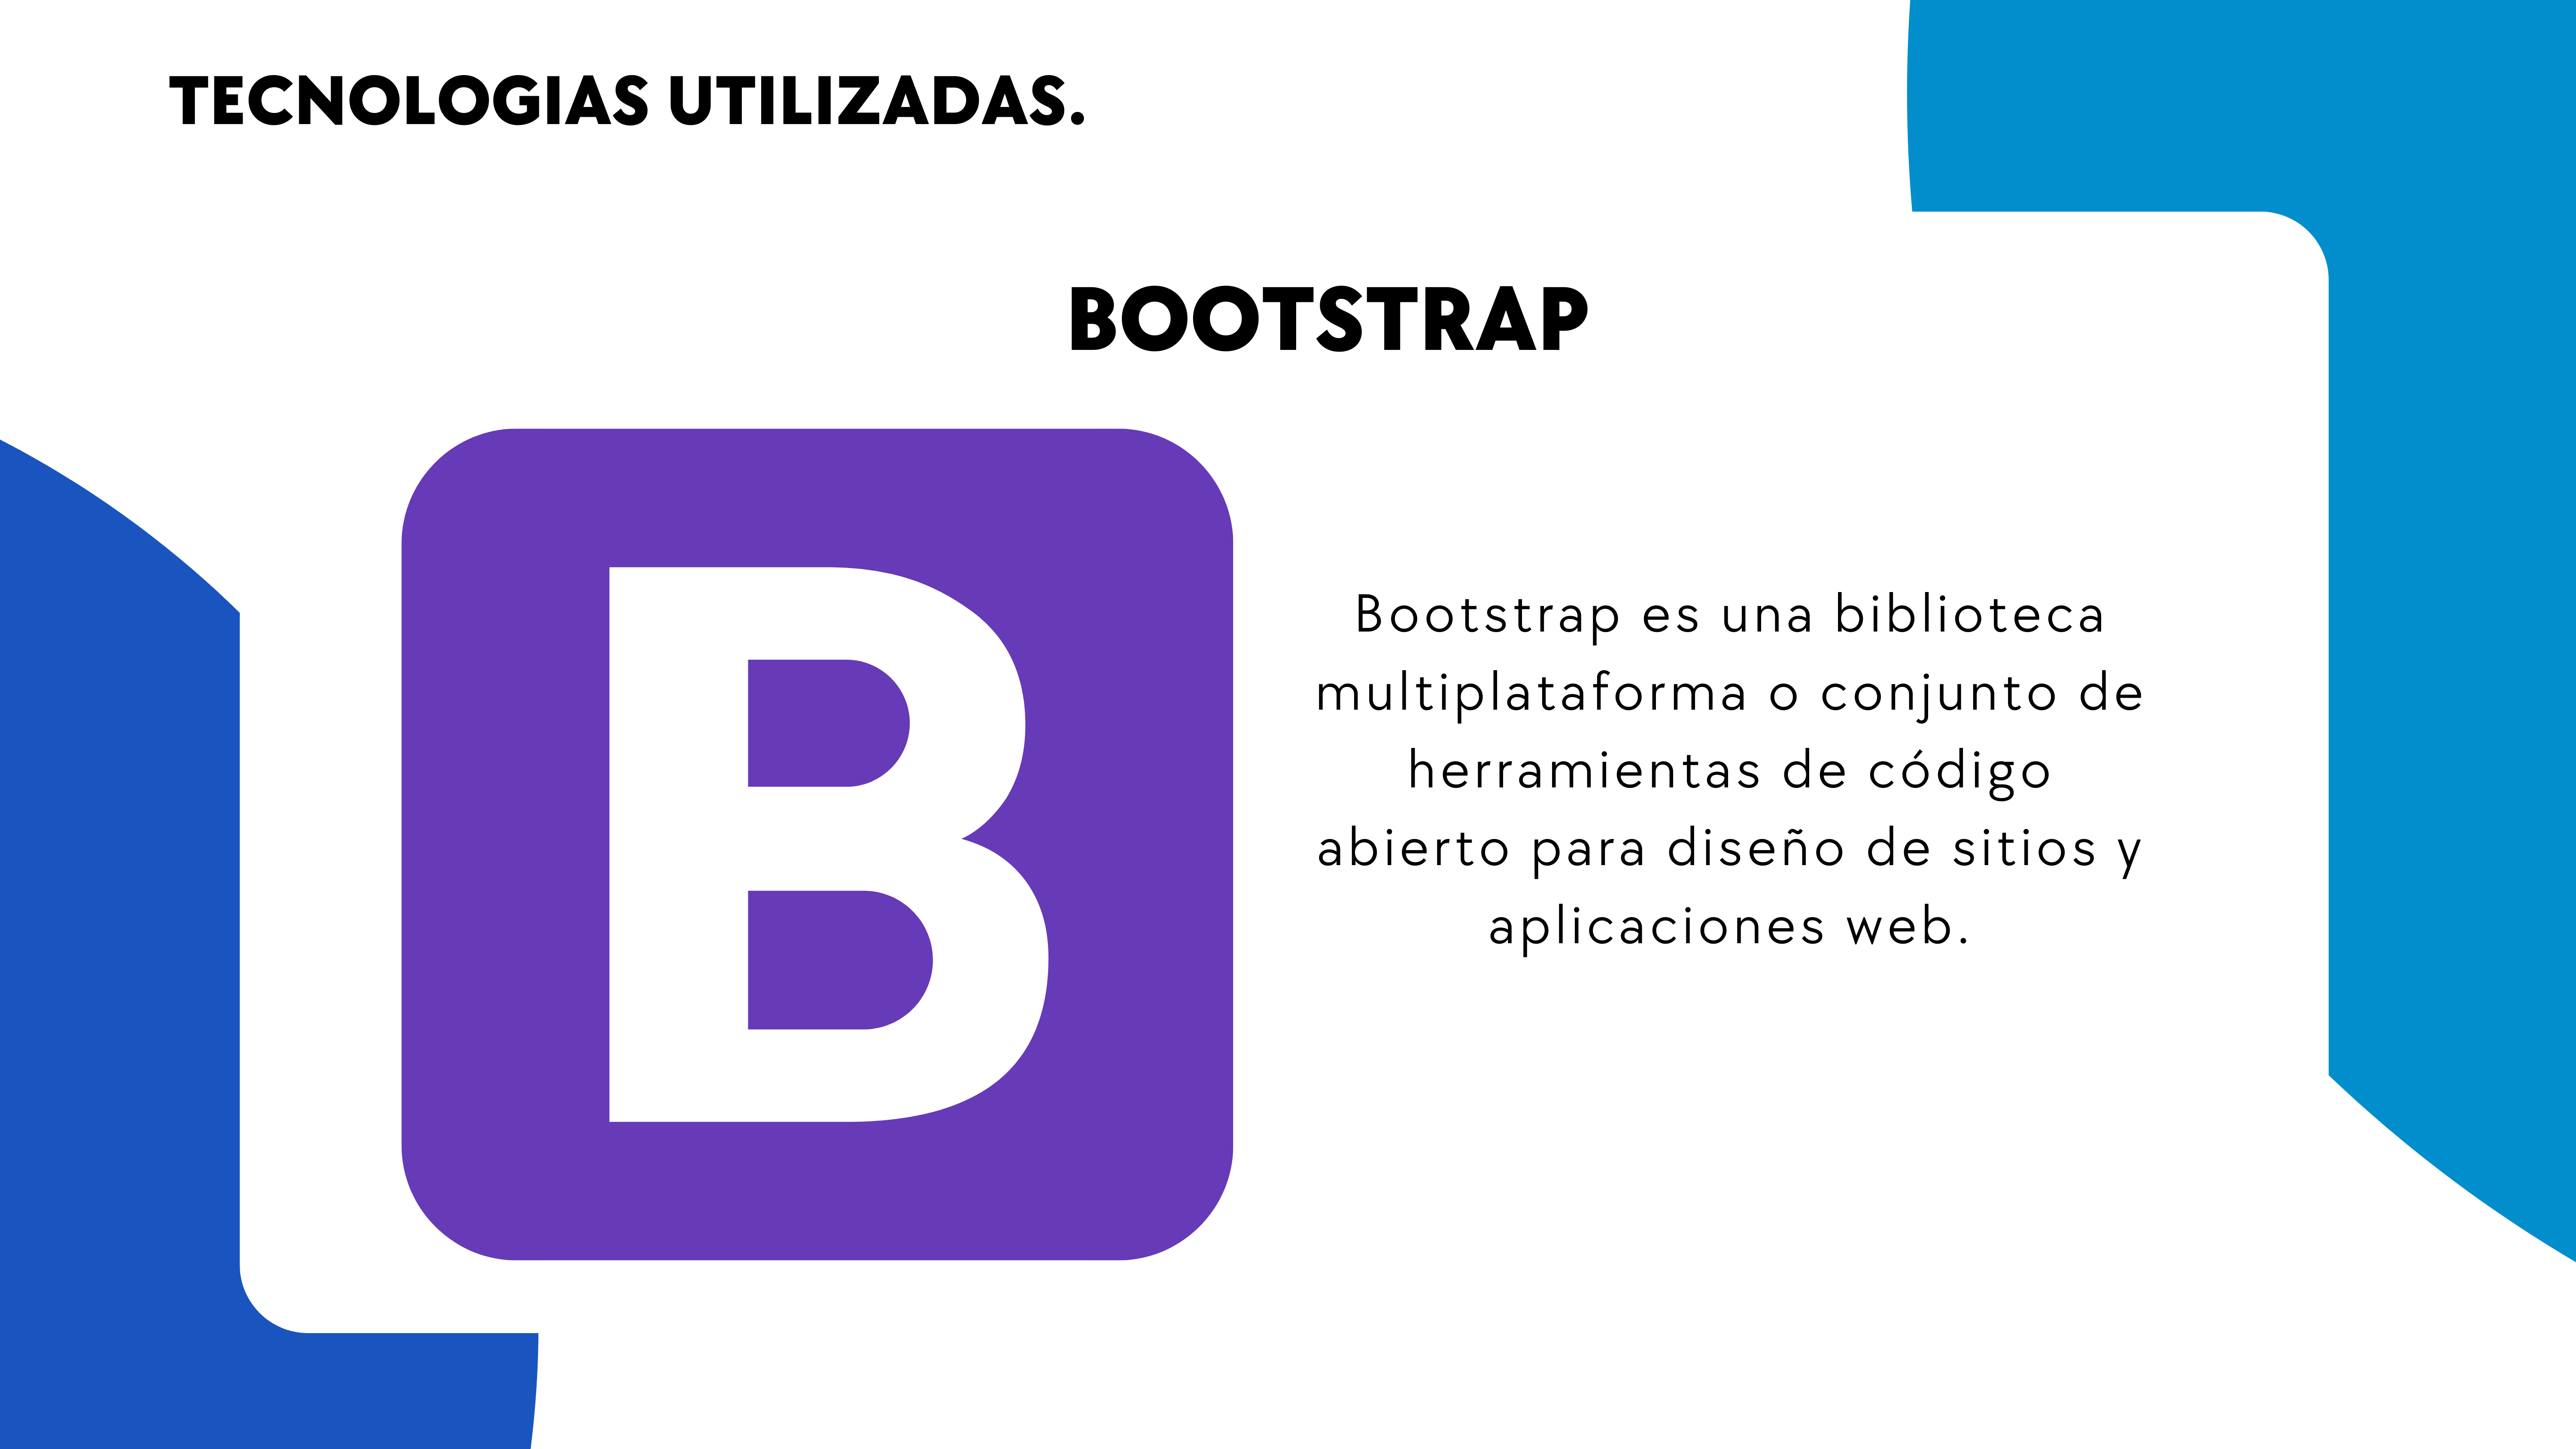 TECNOLOGIAS UTILIZADAS.
BOOTSTRAP
B
Bootstrap es una biblioteca
multiplataforma o conjunto de
herramientas de código
abierto para diseño de sitios y
aplicaciones web.